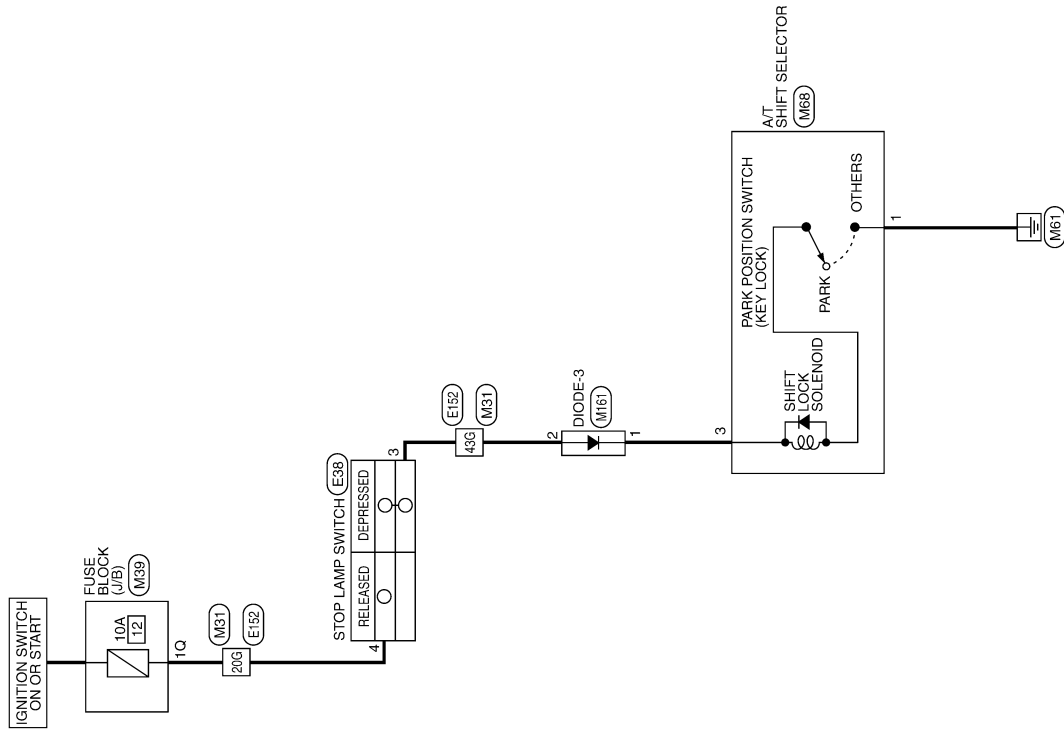 IGNITION SWITCH
ON OR START
FUSE
BLOCK
(J/B)
M39
10A
12
1Q
M31
20G
E152
STOP LAMP SWITCH
E38
RELEASED
DEPRESSED
4
3
E152
43G
M31
2
DIODE-3
M161
1
A/T
SHIFT SELECTOR
M68
3
PARK POSITION SWITCH
(KEY LOCK)
SHIFT
LOCK
SOLENOID
PARK
OTHERS
1
M61